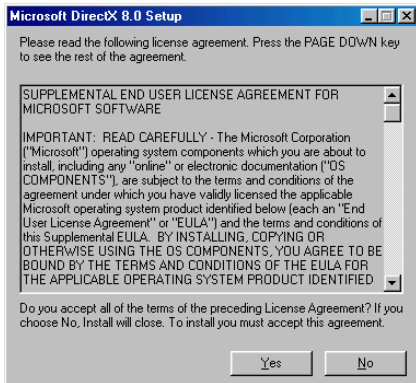 Microsoft DirectX 8.0 Setup
Please read the following license agreement. Press the PAGE DOWN key
to see the rest of the agreement.
SUPPLEMENTAL END USER LICENSE AGREEMENT FOR
MICROSOFT SOFTWARE
IMPORTANT:  READ CAREFULLY - The Microsoft Corporation
("Microsoft") operating system components which you are about to
install, including any "online" or electronic documentation ("OS
COMPONENTS"), are subject to the terms and conditions of the
agreement under which you have validly licensed the applicable
Microsoft operating system product identified below (each an "End
User License Agreement" or "EULA") and the terms and conditions of
this Supplemental EULA.  BY INSTALLING, COPYING OR
OTHERWISE USING THE OS COMPONENTS, YOU AGREE TO BE
BOUND BY THE TERMS AND CONDITIONS OF THE EULA FOR
THE APPLICABLE OPERATING SYSTEM PRODUCT IDENTIFIED
Do you accept all of the terms of the preceding License Agreement? If you
choose No, Install will close. To install you must accept this agreement.
Yes
No